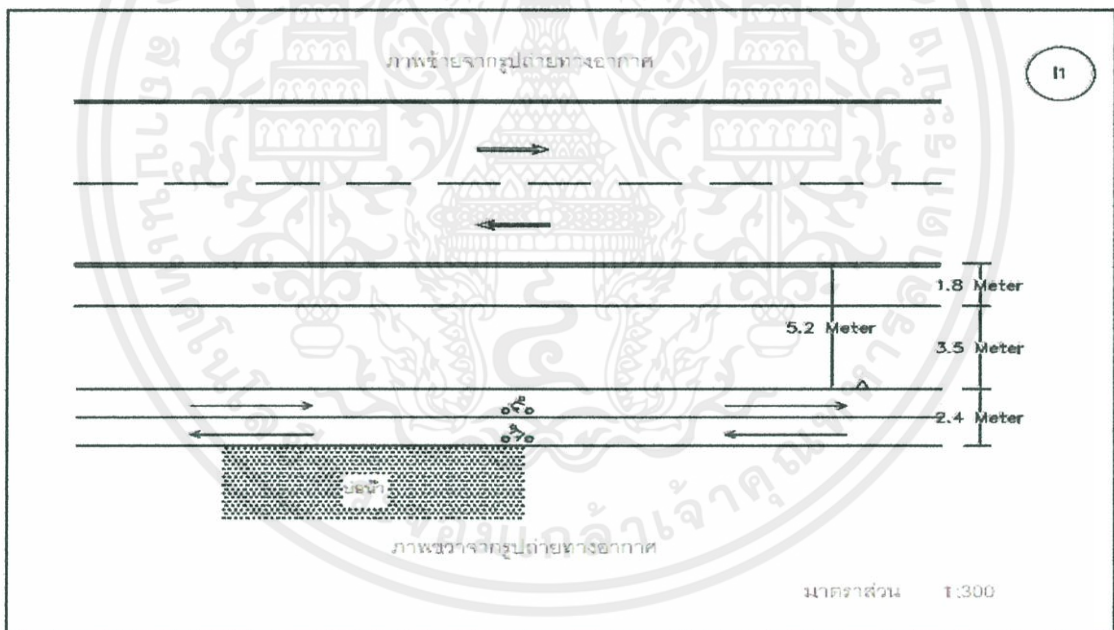 ภาพซ้ายจากรูปถ่ายทางอากาศ
I1
1.8 Meter
5.2 Meter
3.5 Meter
2.4 Meter
บ่อน้ำ
ภาพขวาจากรูปถ่ายทางอากาศ
มาตราส่วน 1:300